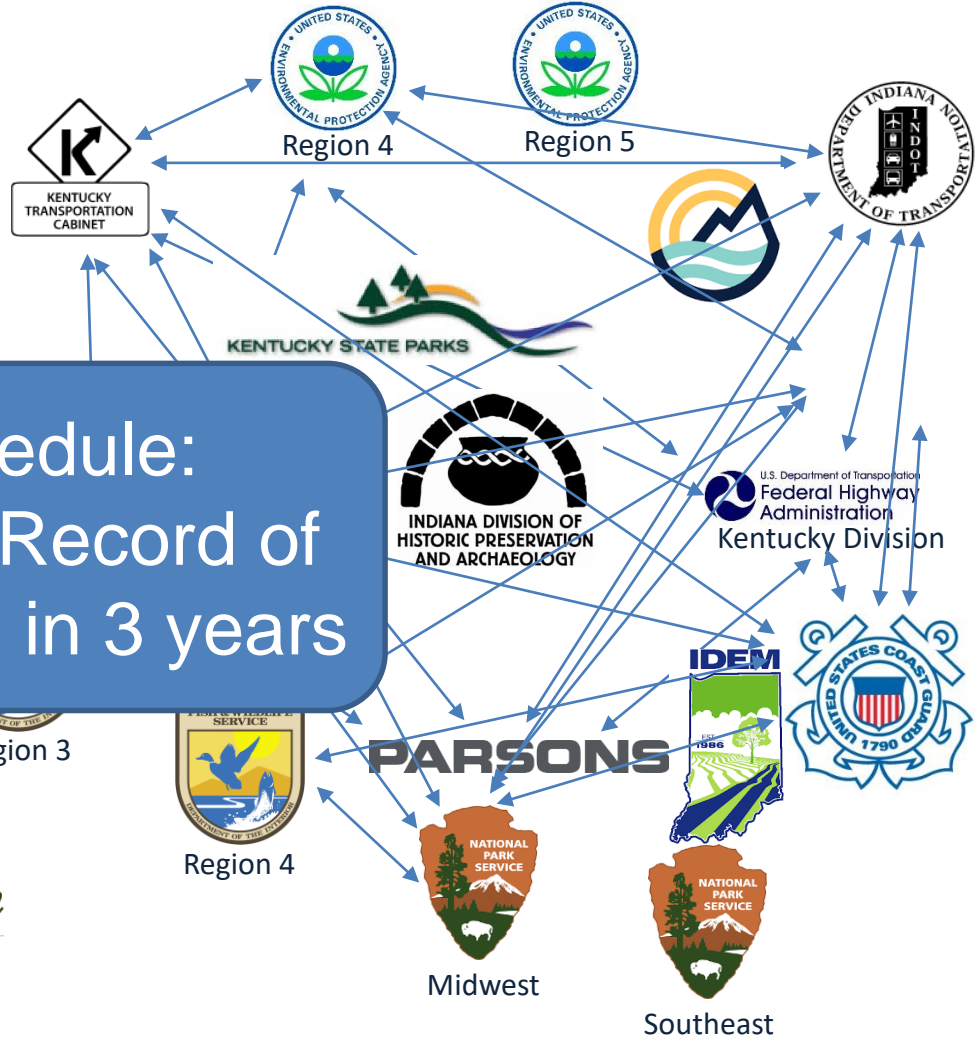 UNITED STATES
ENVIRONMENTAL PROTECTION AGENCY
Region 4
UNITED STATES
ENVIRONMENTAL PROTECTION AGENCY
Region 5
INDIANA
DEPARTMENT OF TRANSPORTATION
INDOT
K
KENTUCKY
TRANSPORTATION
CABINET
KENTUCKY STATE PARKS
edule:
Record of
in 3 years
INDIANA DIVISION OF
HISTORIC PRESERVATION
AND ARCHAEOLOGY
U.S. Department of Transportation
Federal Highway
Administration
Kentucky Division
gion 3
FISH & WILDLIFE
SERVICE
DEPARTMENT OF THE INTERIOR
Region 4
PARSONS
IDEM
EST.
1986
UNITED STATES COAST GUARD
1790
NATIONAL
PARK
SERVICE
Midwest
NATIONAL
PARK
SERVICE
Southeast